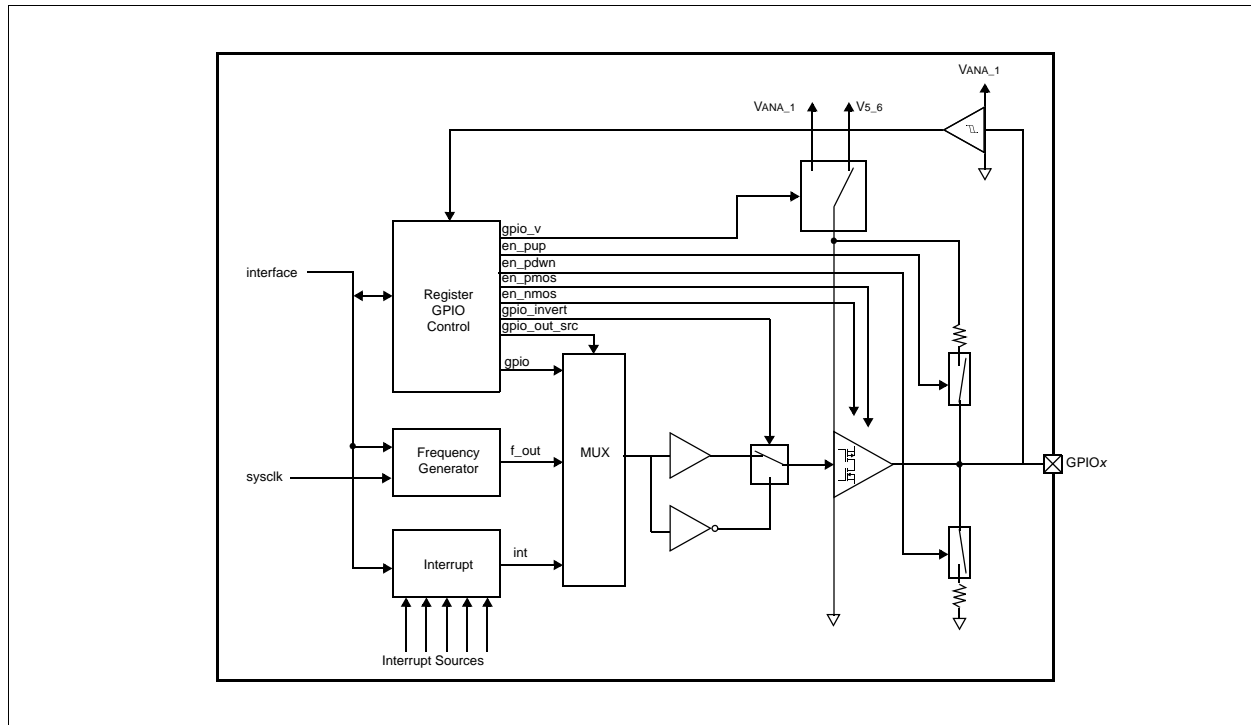 VANA_1
VANA_1
V5_6
gpio_v
en_pup
en_pdwn
en_pmos
en_nmos
gpio_invert
gpio_out_src
gpio
interface
Register
GPIO
Control
Frequency
Generator
f_out
MUX
GPIOx
sysclk
Interrupt
int
Interrupt Sources